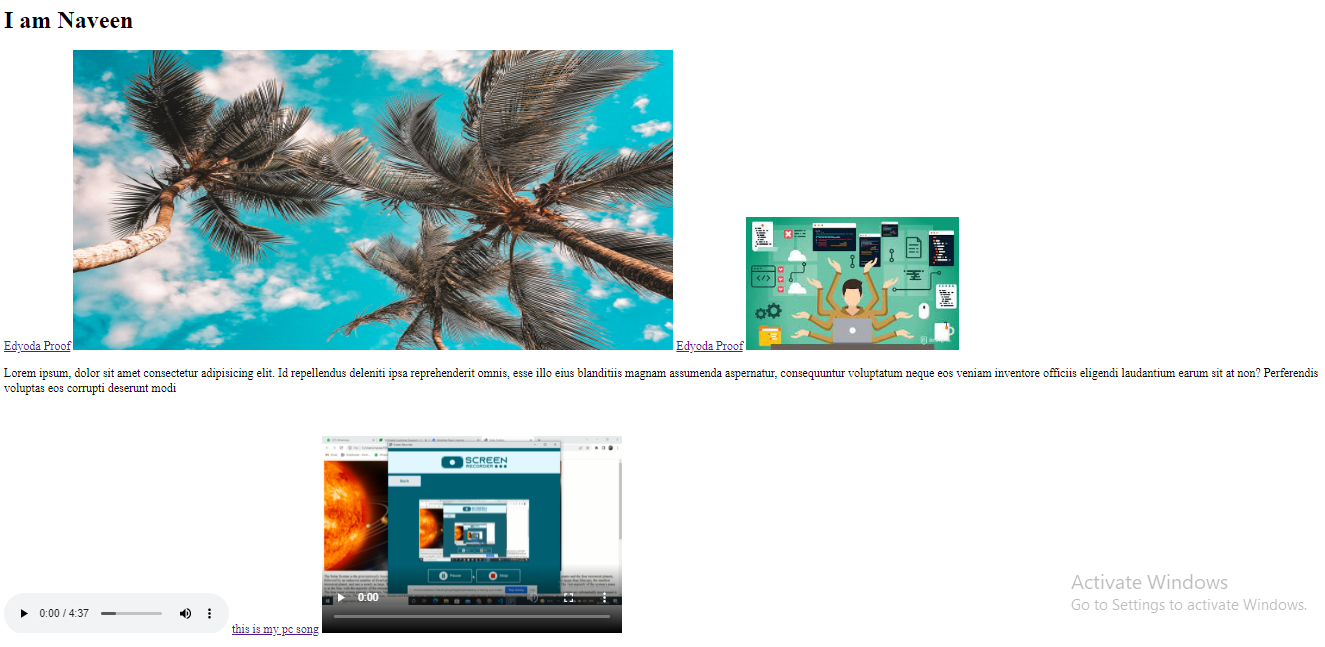 I am Naveen
Edyoda Proof
Edyoda Proof
Lorem ipsum, dolor sit amet consectetur adipisicing elit. Id repellendus deleniti ipsa reprehenderit omnis, esse illo eius blanditiis magnam assumenda aspernatur, consequuntur voluptatum neque eos veniam inventore officiis eligendi laudantium earum sit at non? Perferendis
voluptas eos corrupti deserunt modi
SCREEN
RECORDER
Back
Pause
Stop
0:00
0:00 / 4:37
this is my pc song
Activate Windows
Go to Settings to activate Windows.